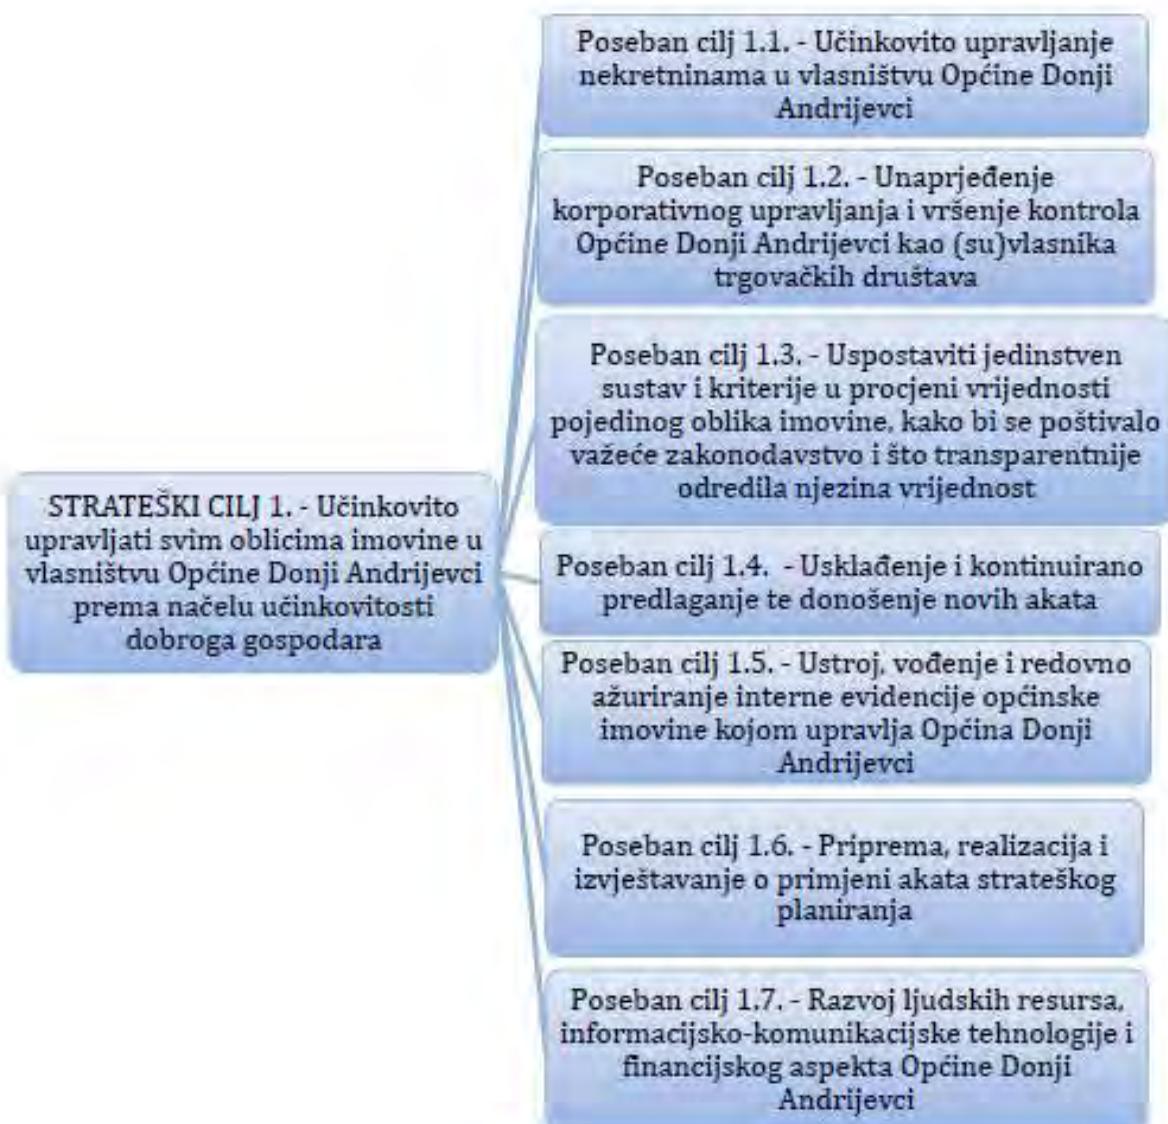 STRATEŠKI CILJ 1. - Učinkovito
upravljati svim oblicima imovine u
vlasništvu Općine Donji Andrijevci
prema načelu učinkovitosti
dobroga gospodara
Poseban cilj 1.1. - Učinkovito upravljanje
nekretninama u vlasništvu Općine Donji
Andrijevci
Poseban cilj 1.2. - Unaprjeđenje
korporativnog upravljanja i vršenje kontrola
Općine Donji Andrijevci kao (su)vlasnika
trgovačkih društava
Poseban cilj 1.3. - Uspostaviti jedinstven
sustav i kriterije u procjeni vrijednosti
pojedinog oblika imovine, kako bi se poštivalo
važeće zakonodavstvo i što transparentnije
odredila njezina vrijednost
Poseban cilj 1.4. - Usklađenje i kontinuirano
predlaganje te donošenje novih akata
Poseban cilj 1.5. - Ustroj, vođenje i redovno
ažuriranje interne evidencije općinske
imovine kojom upravlja Općina Donji
Andrijevci
Poseban cilj 1.6. - Priprema, realizacija i
izvještavanje o primjeni akata strateškog
planiranja
Poseban cilj 1.7. - Razvoj ljudskih resursa,
informacijsko-komunikacijske tehnologije i
financijskog aspekta Općine Donji
Andrijevci